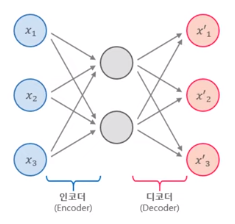 x₁
x₂
x₃
x'₁
x'₂
x'₃
인코더
(Encoder)
디코더
(Decoder)